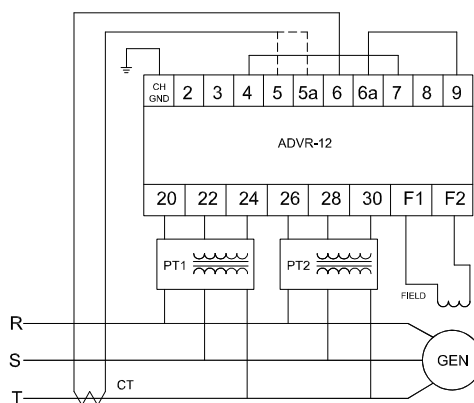 CH
GND 2 3 4 5 5a 6 6a 7 8 9
ADVR-12
20 22 24 26 28 30 F1 F2
PT1 PT2
FIELD
R
S
GEN
CT
T